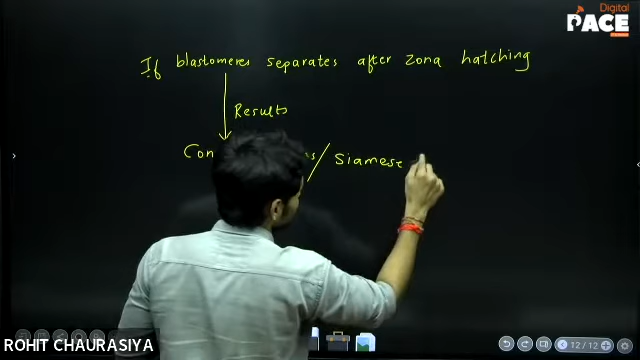 Digital
PACE
If blastomeres separates after zona hatching
Results
Con / Siamese
ROHIT CHAURASIYA
12/12